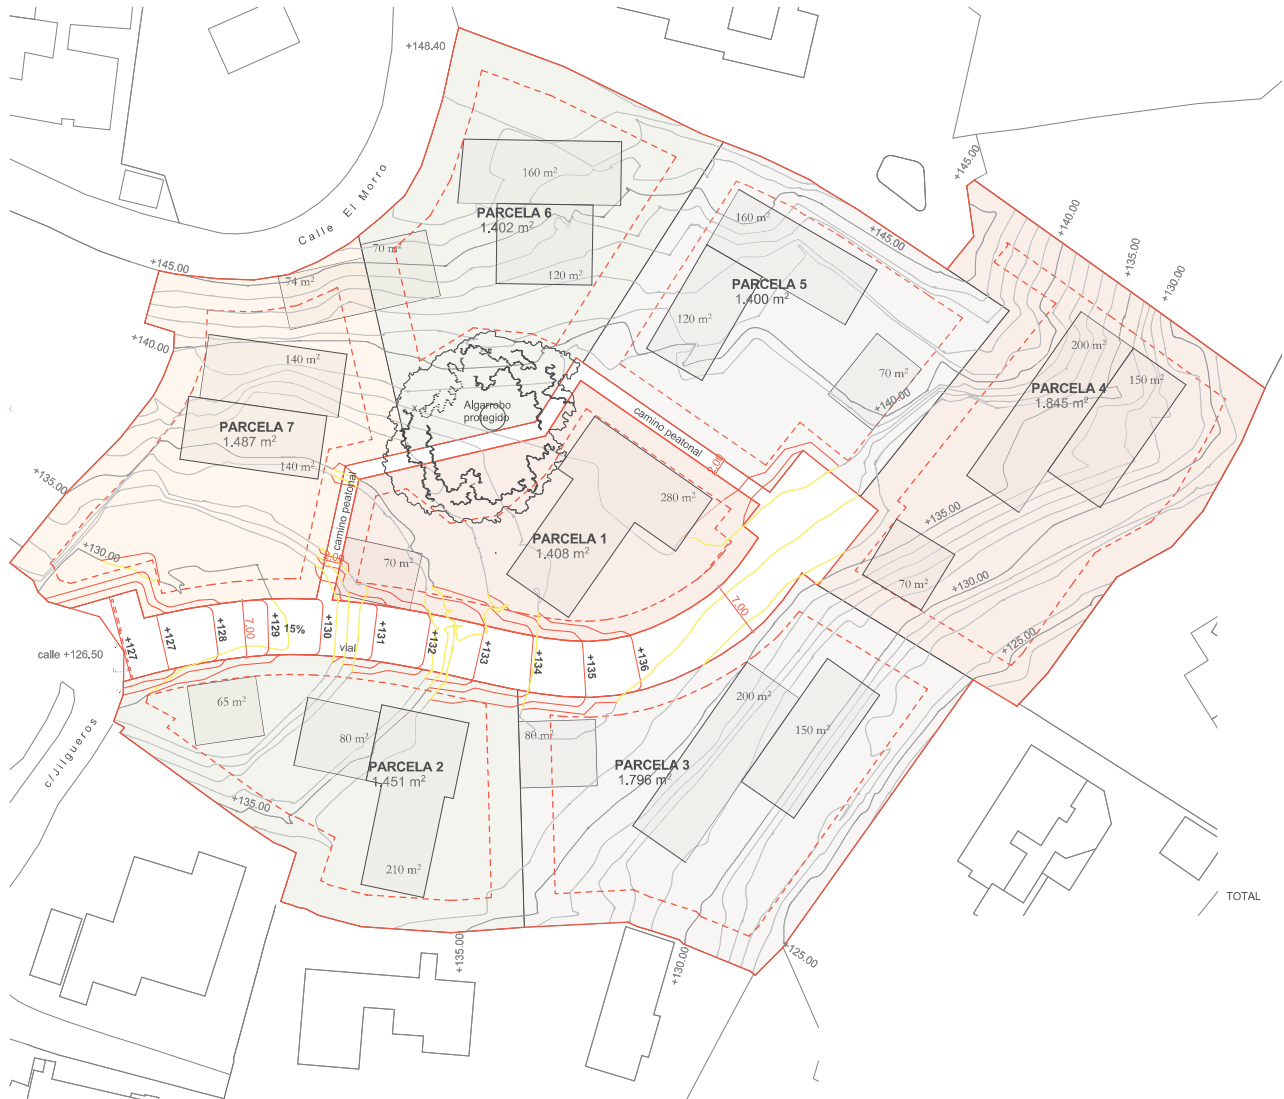 +148.40
+145.00
Calle El Morro
160 m²
PARCELA 6
1.402 m²
70 m²
120 m²
74 m²
+145.00
160 m²
+145.00
PARCELA 5
1.400 m²
120 m²
70 m²
+140.00
+140.00
+135.00
+130.00
200 m²
150 m²
PARCELA 4
1.845 m²
+135.00
+130.00
70 m²
+125.00
+140.00
140 m²
PARCELA 7
1.487 m²
140 m²
+135.00
+130.00
Algarrobo
protegido
camino peatonal
2.00
280 m²
PARCELA 1
1.408 m²
camino peatonal
2.00
70 m²
7.00
calle +126.50
+127
+127
+128
7.00
+129
15%
+130
vial
+131
+132
+133
+134
+135
+136
c/Jilgueros
65 m²
80 m²
PARCELA 2
1.451 m²
+135.00
210 m²
80 m²
PARCELA 3
1.796 m²
200 m²
150 m²
+135.00
+130.00
+125.00
TOTAL